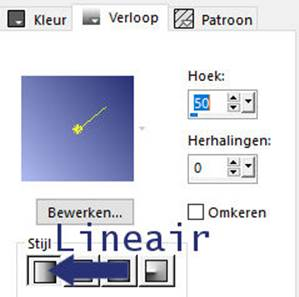 Kleur Verloop Patroon
Hoek:
50
Herhalingen:
0
Bewerken... Omkeren
Stijl
Lineair